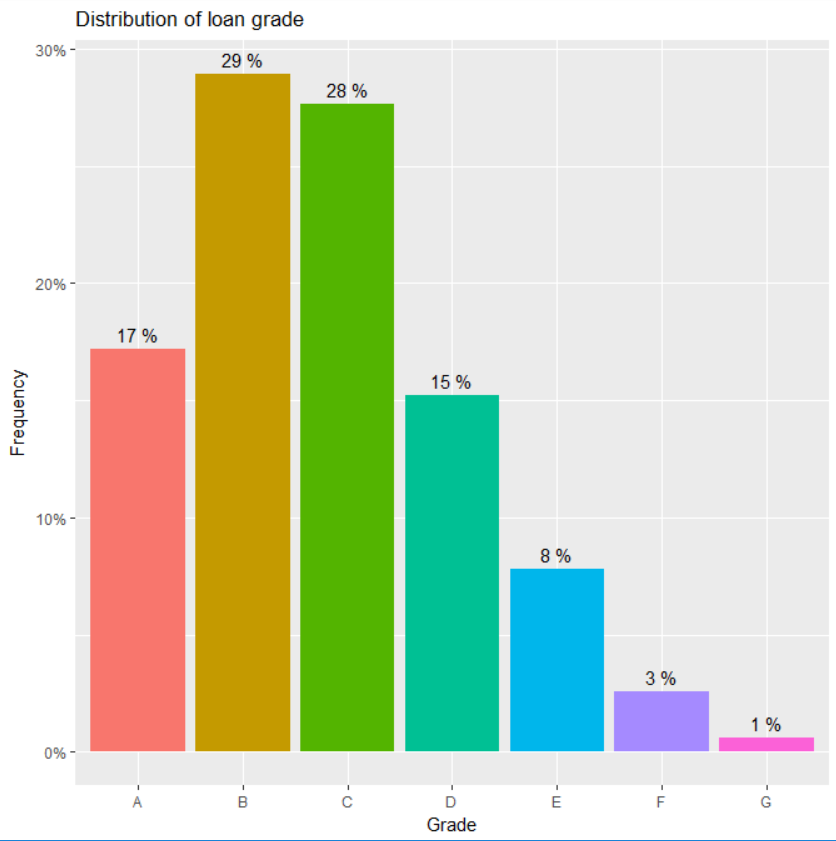 Distribution of loan grade
30%
20%
10%
0%
Frequency
17 %
29 %
28 %
15 %
8 %
3 %
1 %
A
B
C
D
E
F
G
Grade